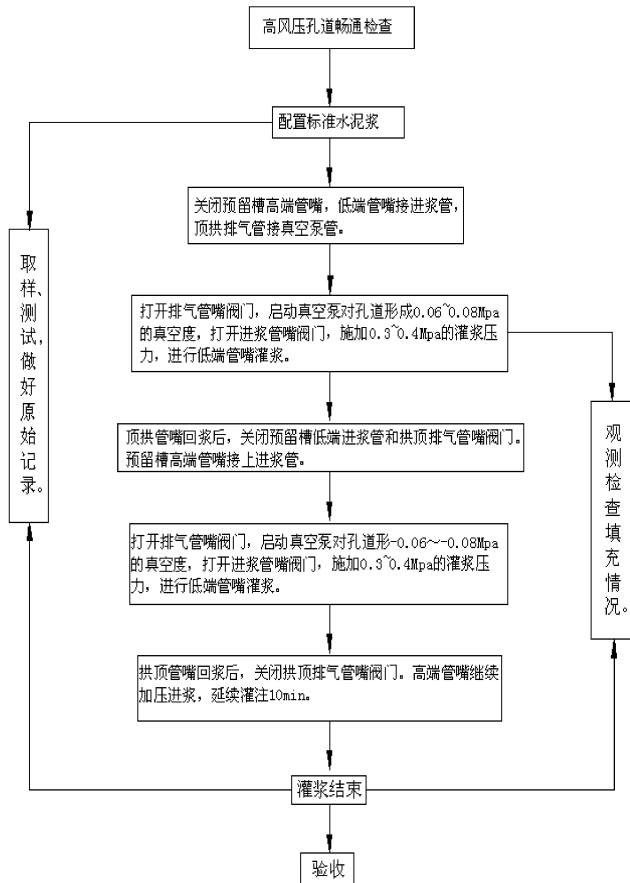 高风压孔道畅通检查
配置标准水泥浆
关闭预留槽高端管嘴，低端管嘴接进浆管，
顶拱排气管接真空泵管。
打开排气管嘴阀门，启动真空泵对孔道形成0.06~0.08Mpa
的真空度，打开进浆管嘴阀门，施加0.3~0.4Mpa的灌浆压
力，进行低端管嘴灌浆。
顶拱管嘴回浆后，关闭预留槽低端进浆管和拱顶排气管嘴阀门。
预留槽高端管嘴接上进浆管。
打开排气管嘴阀门，启动真空泵对孔道形-0.06～-0.08Mpa
的真空度，打开进浆管嘴阀门，施加0.3~0.4Mpa的灌浆压
力，进行低端管嘴灌浆。
拱顶管嘴回浆后，关闭拱顶排气管嘴阀门。高端管嘴继续
加压进浆，延续灌注10min。
灌浆结束
验收
取样、测试，做好原始记录。
观测检查填充情况。